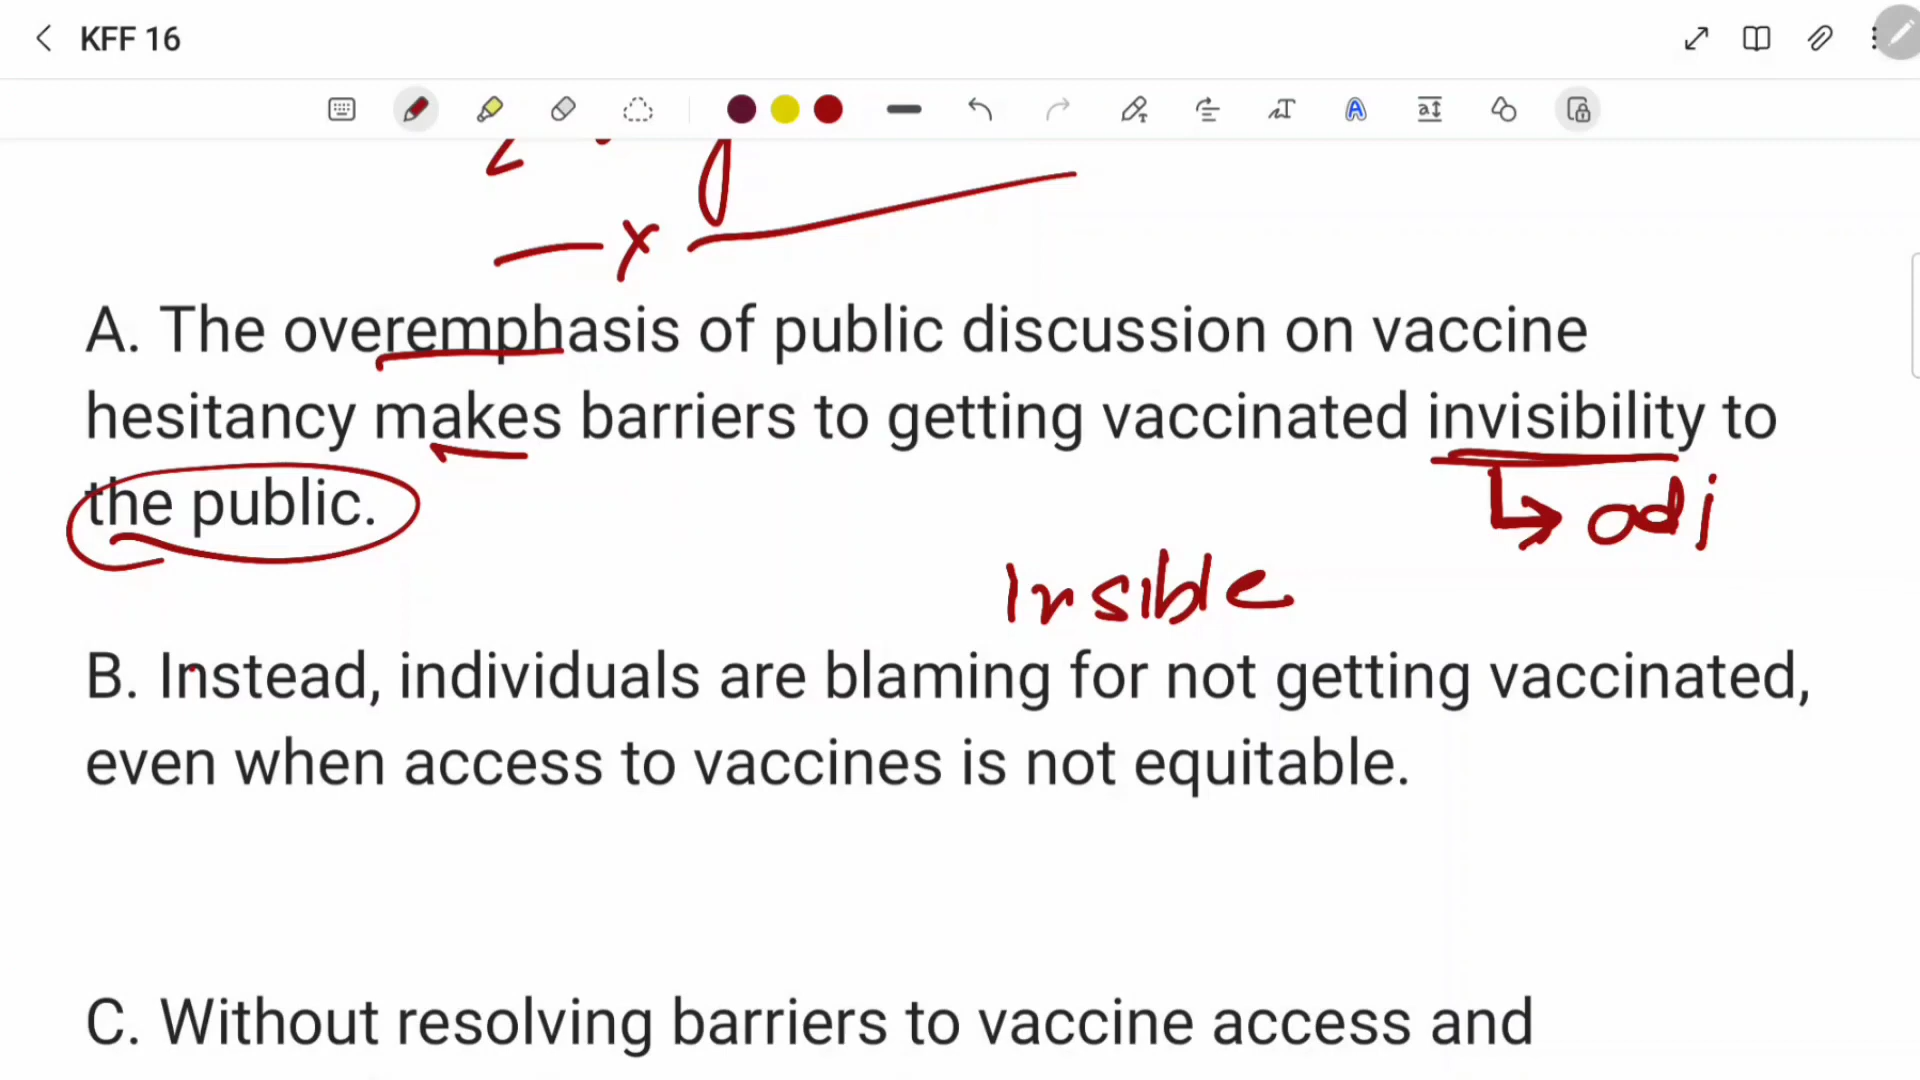 KFF 16
A. The overemphasis of public discussion on vaccine
hesitancy makes barriers to getting vaccinated invisibility to
the public.
adj
B. Instead, individuals are blaming for not getting vaccinated,
even when access to vaccines is not equitable.
C. Without resolving barriers to vaccine access and